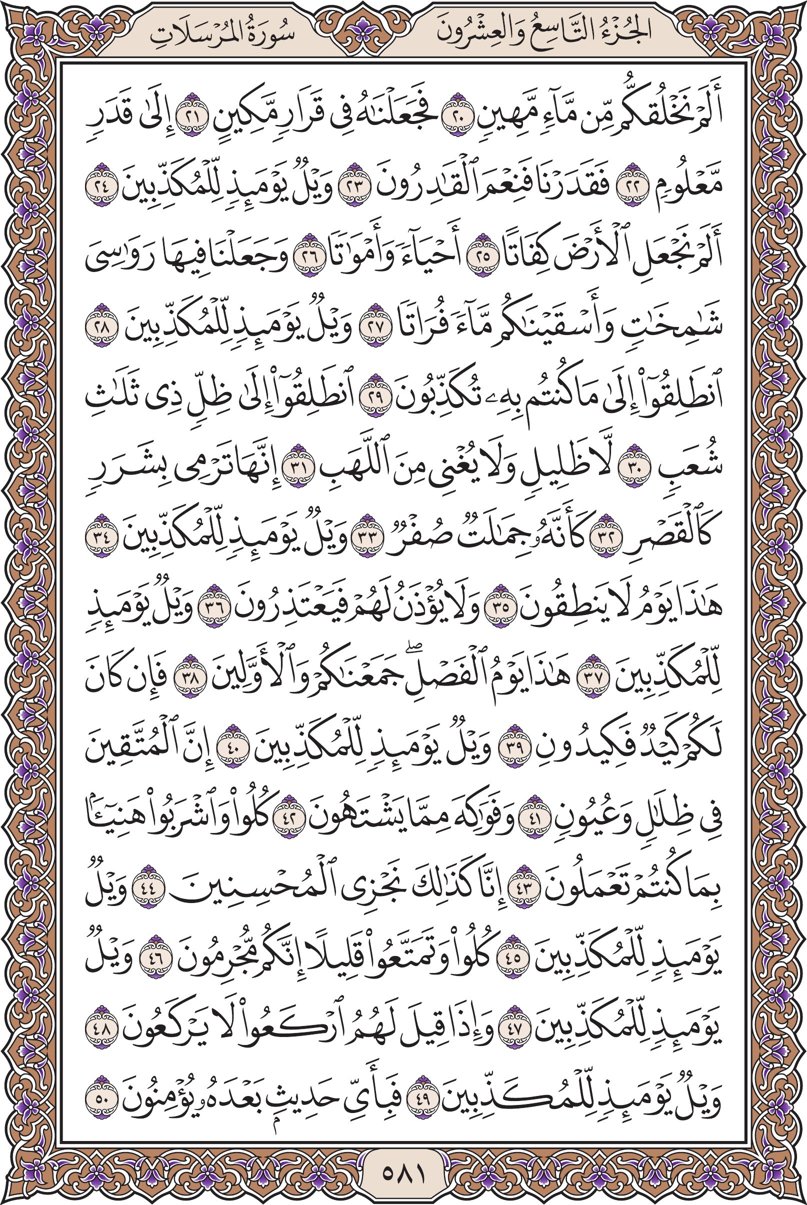 الجُزْءُ التَّاسِعُ وَالعِشْرُونَ
سُورَةُ المُرْسَلَاتِ
أَلَمْ نَخْلُقكُّم مِّن مَّآءٍ مَّهِينٍ ٢٠ فَجَعَلْنَٰهُ فِى قَرَارٍ مَّكِينٍ ٢١ إِلَىٰ قَدَرٍ
مَّعْلُومٍ ٢٢ فَقَدَرْنَا فَنِعْمَ ٱلْقَٰدِرُونَ ٢٣ وَيْلٌ يَوْمَئِذٍ لِّلْمُكَذِّبِينَ ٢٤
أَلَمْ نَجْعَلِ ٱلْأَرْضَ كِفَاتًا ٢٥ أَحْيَآءً وَأَمْوَٰتًا ٢٦ وَجَعَلْنَا فِيهَا رَوَٰسِىَ
شَٰمِخَٰتٍ وَأَسْقَيْنَٰكُم مَّآءً فُرَاتًا ٢٧ وَيْلٌ يَوْمَئِذٍ لِّلْمُكَذِّبِينَ ٢٨
ٱنطَلِقُوٓا۟ إِلَىٰ مَا كُنتُم بِهِۦ تُكَذِّبُونَ ٢٩ ٱنطَلِقُوٓا۟ إِلَىٰ ظِلٍّ ذِى ثَلَٰثِ
شُعَبٍ ٣٠ لَّا ظَلِيلٍ وَلَا يُغْنِى مِنَ ٱللَّهَبِ ٣١ إِنَّهَا تَرْمِى بِشَرَرٍ
كَٱلْقَصْرِ ٣٢ كَأَنَّهُۥ جِمَٰلَتٌ صُفْرٌ ٣٣ وَيْلٌ يَوْمَئِذٍ لِّلْمُكَذِّبِينَ ٣٤
هَٰذَا يَوْمُ لَا يَنطِقُونَ ٣٥ وَلَا يُؤْذَنُ لَهُمْ فَيَعْتَذِرُونَ ٣٦ وَيْلٌ يَوْمَئِذٍ
لِّلْمُكَذِّبِينَ ٣٧ هَٰذَا يَوْمُ ٱلْفَصْلِ ۖ جَمَعْنَٰكُمْ وَٱلْأَوَّلِينَ ٣٨ فَإِن كَانَ
لَكُمْ كَيْدٌ فَكِيدُونِ ٣٩ وَيْلٌ يَوْمَئِذٍ لِّلْمُكَذِّبِينَ ٤٠ إِنَّ ٱلْمُتَّقِينَ
فِى ظِلَٰلٍ وَعُيُونٍ ٤١ وَفَوَٰكِهَ مِمَّا يَشْتَهُونَ ٤٢ كُلُوا۟ وَٱشْرَبُوا۟ هَنِيٓـًٔۢا
بِمَا كُنتُمْ تَعْمَلُونَ ٤٣ إِنَّا كَذَٰلِكَ نَجْزِى ٱلْمُحْسِنِينَ ٤٤ وَيْلٌ
يَوْمَئِذٍ لِّلْمُكَذِّبِينَ ٤٥ كُلُوا۟ وَتَمَتَّعُوا۟ قَلِيلًا إِنَّكُم مُّجْرِمُونَ ٤٦ وَيْلٌ
يَوْمَئِذٍ لِّلْمُكَذِّبِينَ ٤٧ وَإِذَا قِيلَ لَهُمُ ٱرْكَعُوا۟ لَا يَرْكَعُونَ ٤٨
وَيْلٌ يَوْمَئِذٍ لِّلْمُكَذِّبِينَ ٤٩ فَبِأَىِّ حَدِيثٍۭ بَعْدَهُۥ يُؤْمِنُونَ ٥٠
٥٨١